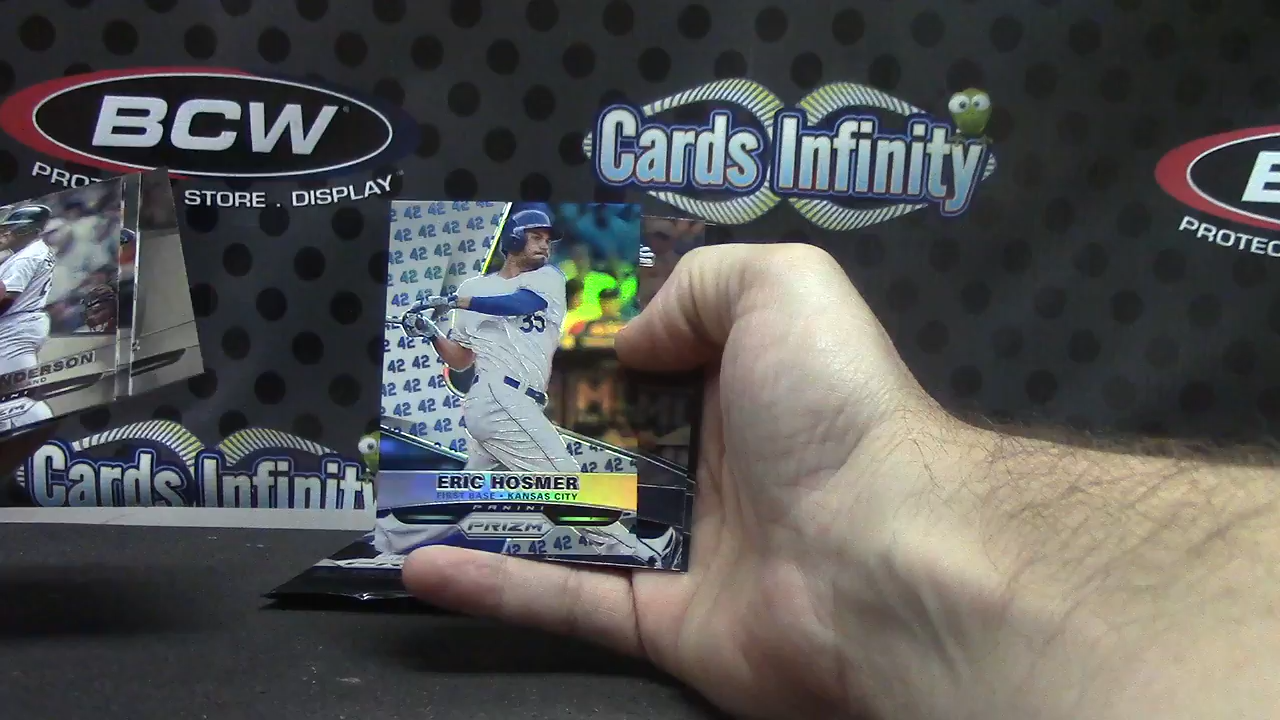 BCW
STORE . DISPLAY
Cards Infinity
PROTEC
NDERSON
35
ERIC HOSMER
FIRST BASE • KANSAS CITY
PANINI
PRIZM
42 42 42
Cards Infinity